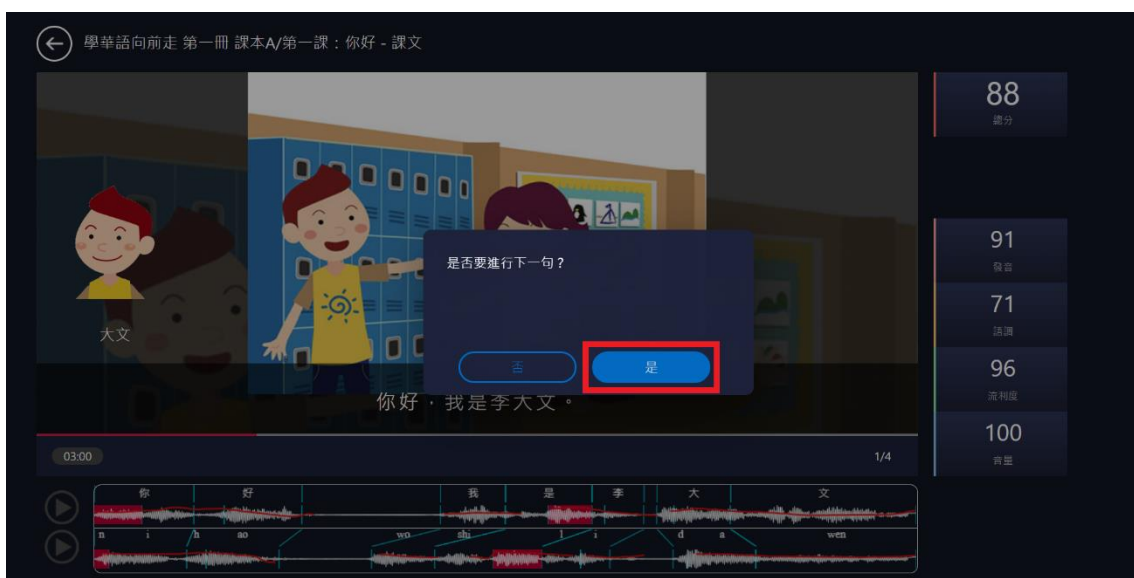 學華語向前走 第一冊 課本A/第一課：你好 - 課文
88
總分
大文
是否要進行下一句？
否
是
你好，我是李大文。
91
發音
71
語調
96
流利度
100
音量
03:00
1/4
你 好 我 是 李 大 文
n i h ao wo shi l i d a wen